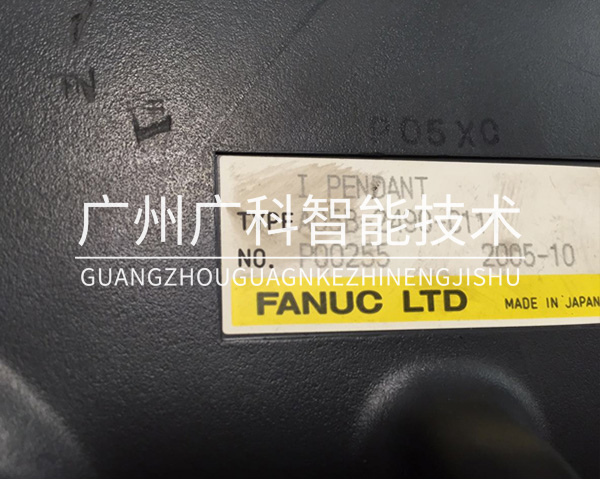 P05XC
I PENDANT
广州广科智能技术
TYPE
NO. P00255 2005-10
GUANGZHOUGUAGNKEZHINENGJISHU
FANUC LTD MADE IN JAPAN